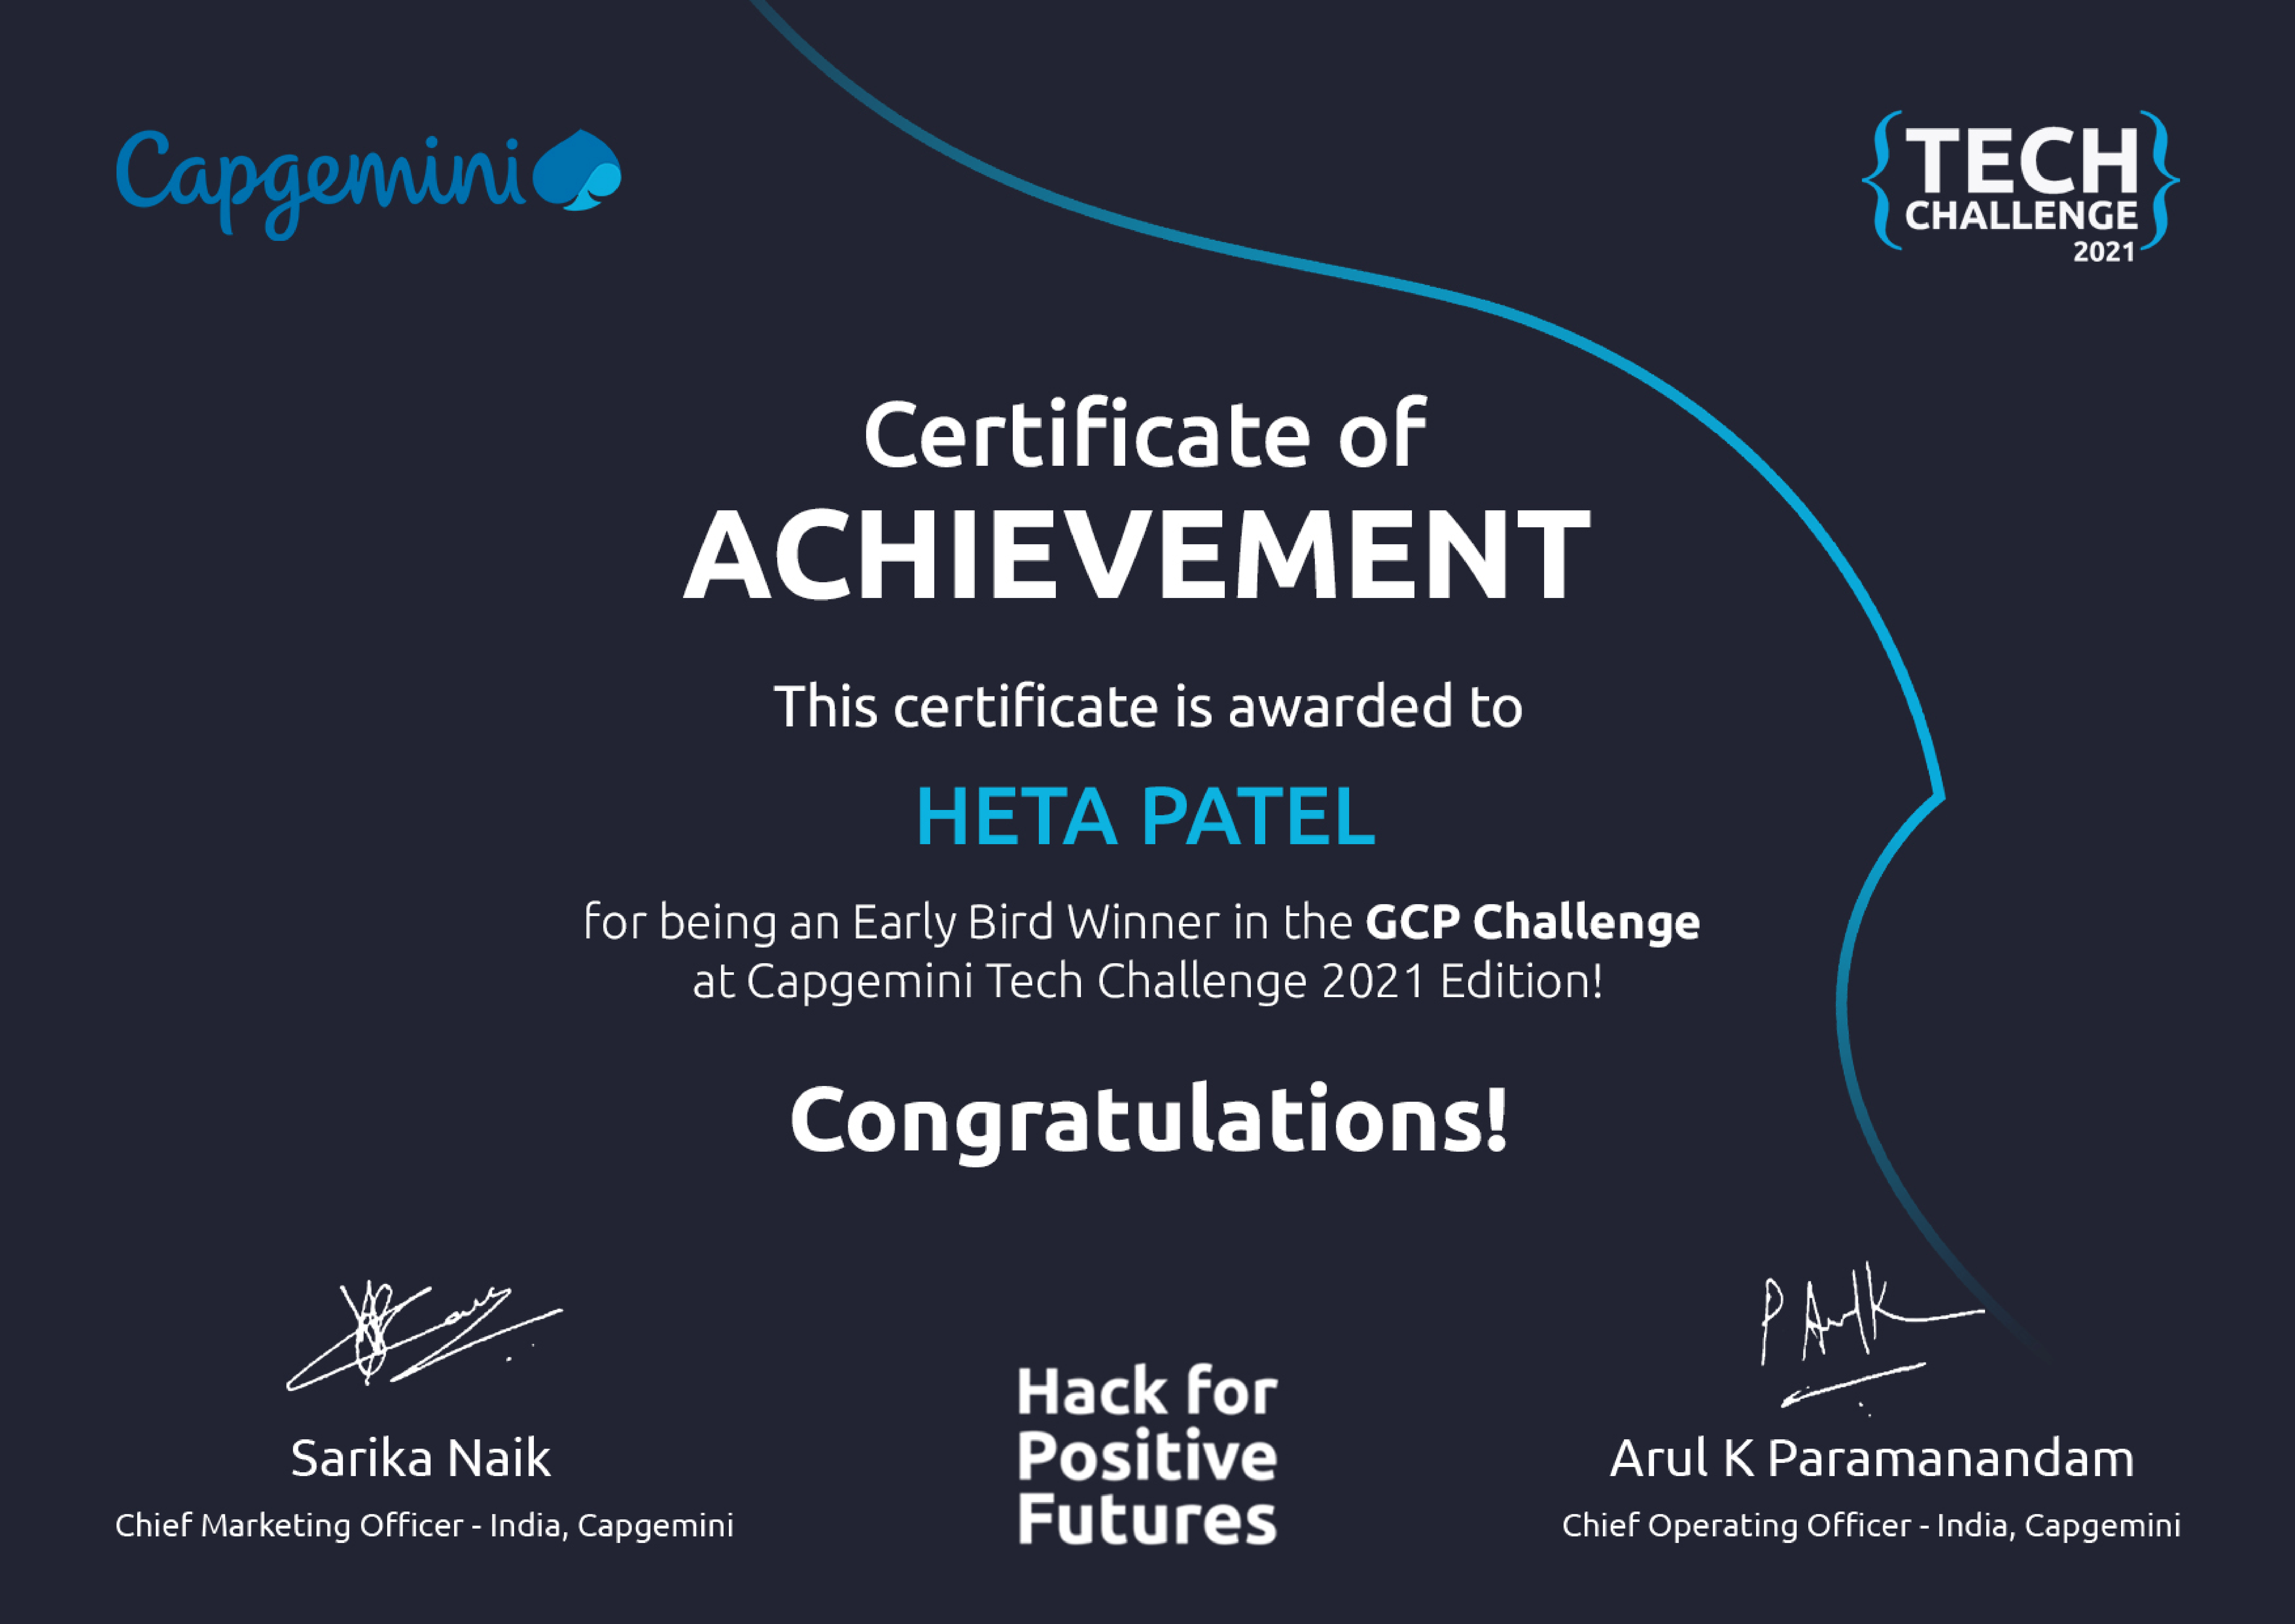 Capgemini
TECH
CHALLENGE
2021
Certificate of
ACHIEVEMENT
This certificate is awarded to
HETA PATEL
for being an Early Bird Winner in the GCP Challenge
at Capgemini Tech Challenge 2021 Edition!
Congratulations!
P Arulk
Sarika Naik
Chief Marketing Officer - India, Capgemini
Hack for
Positive
Futures
Arul K Paramanandam
Chief Operating Officer - India, Capgemini